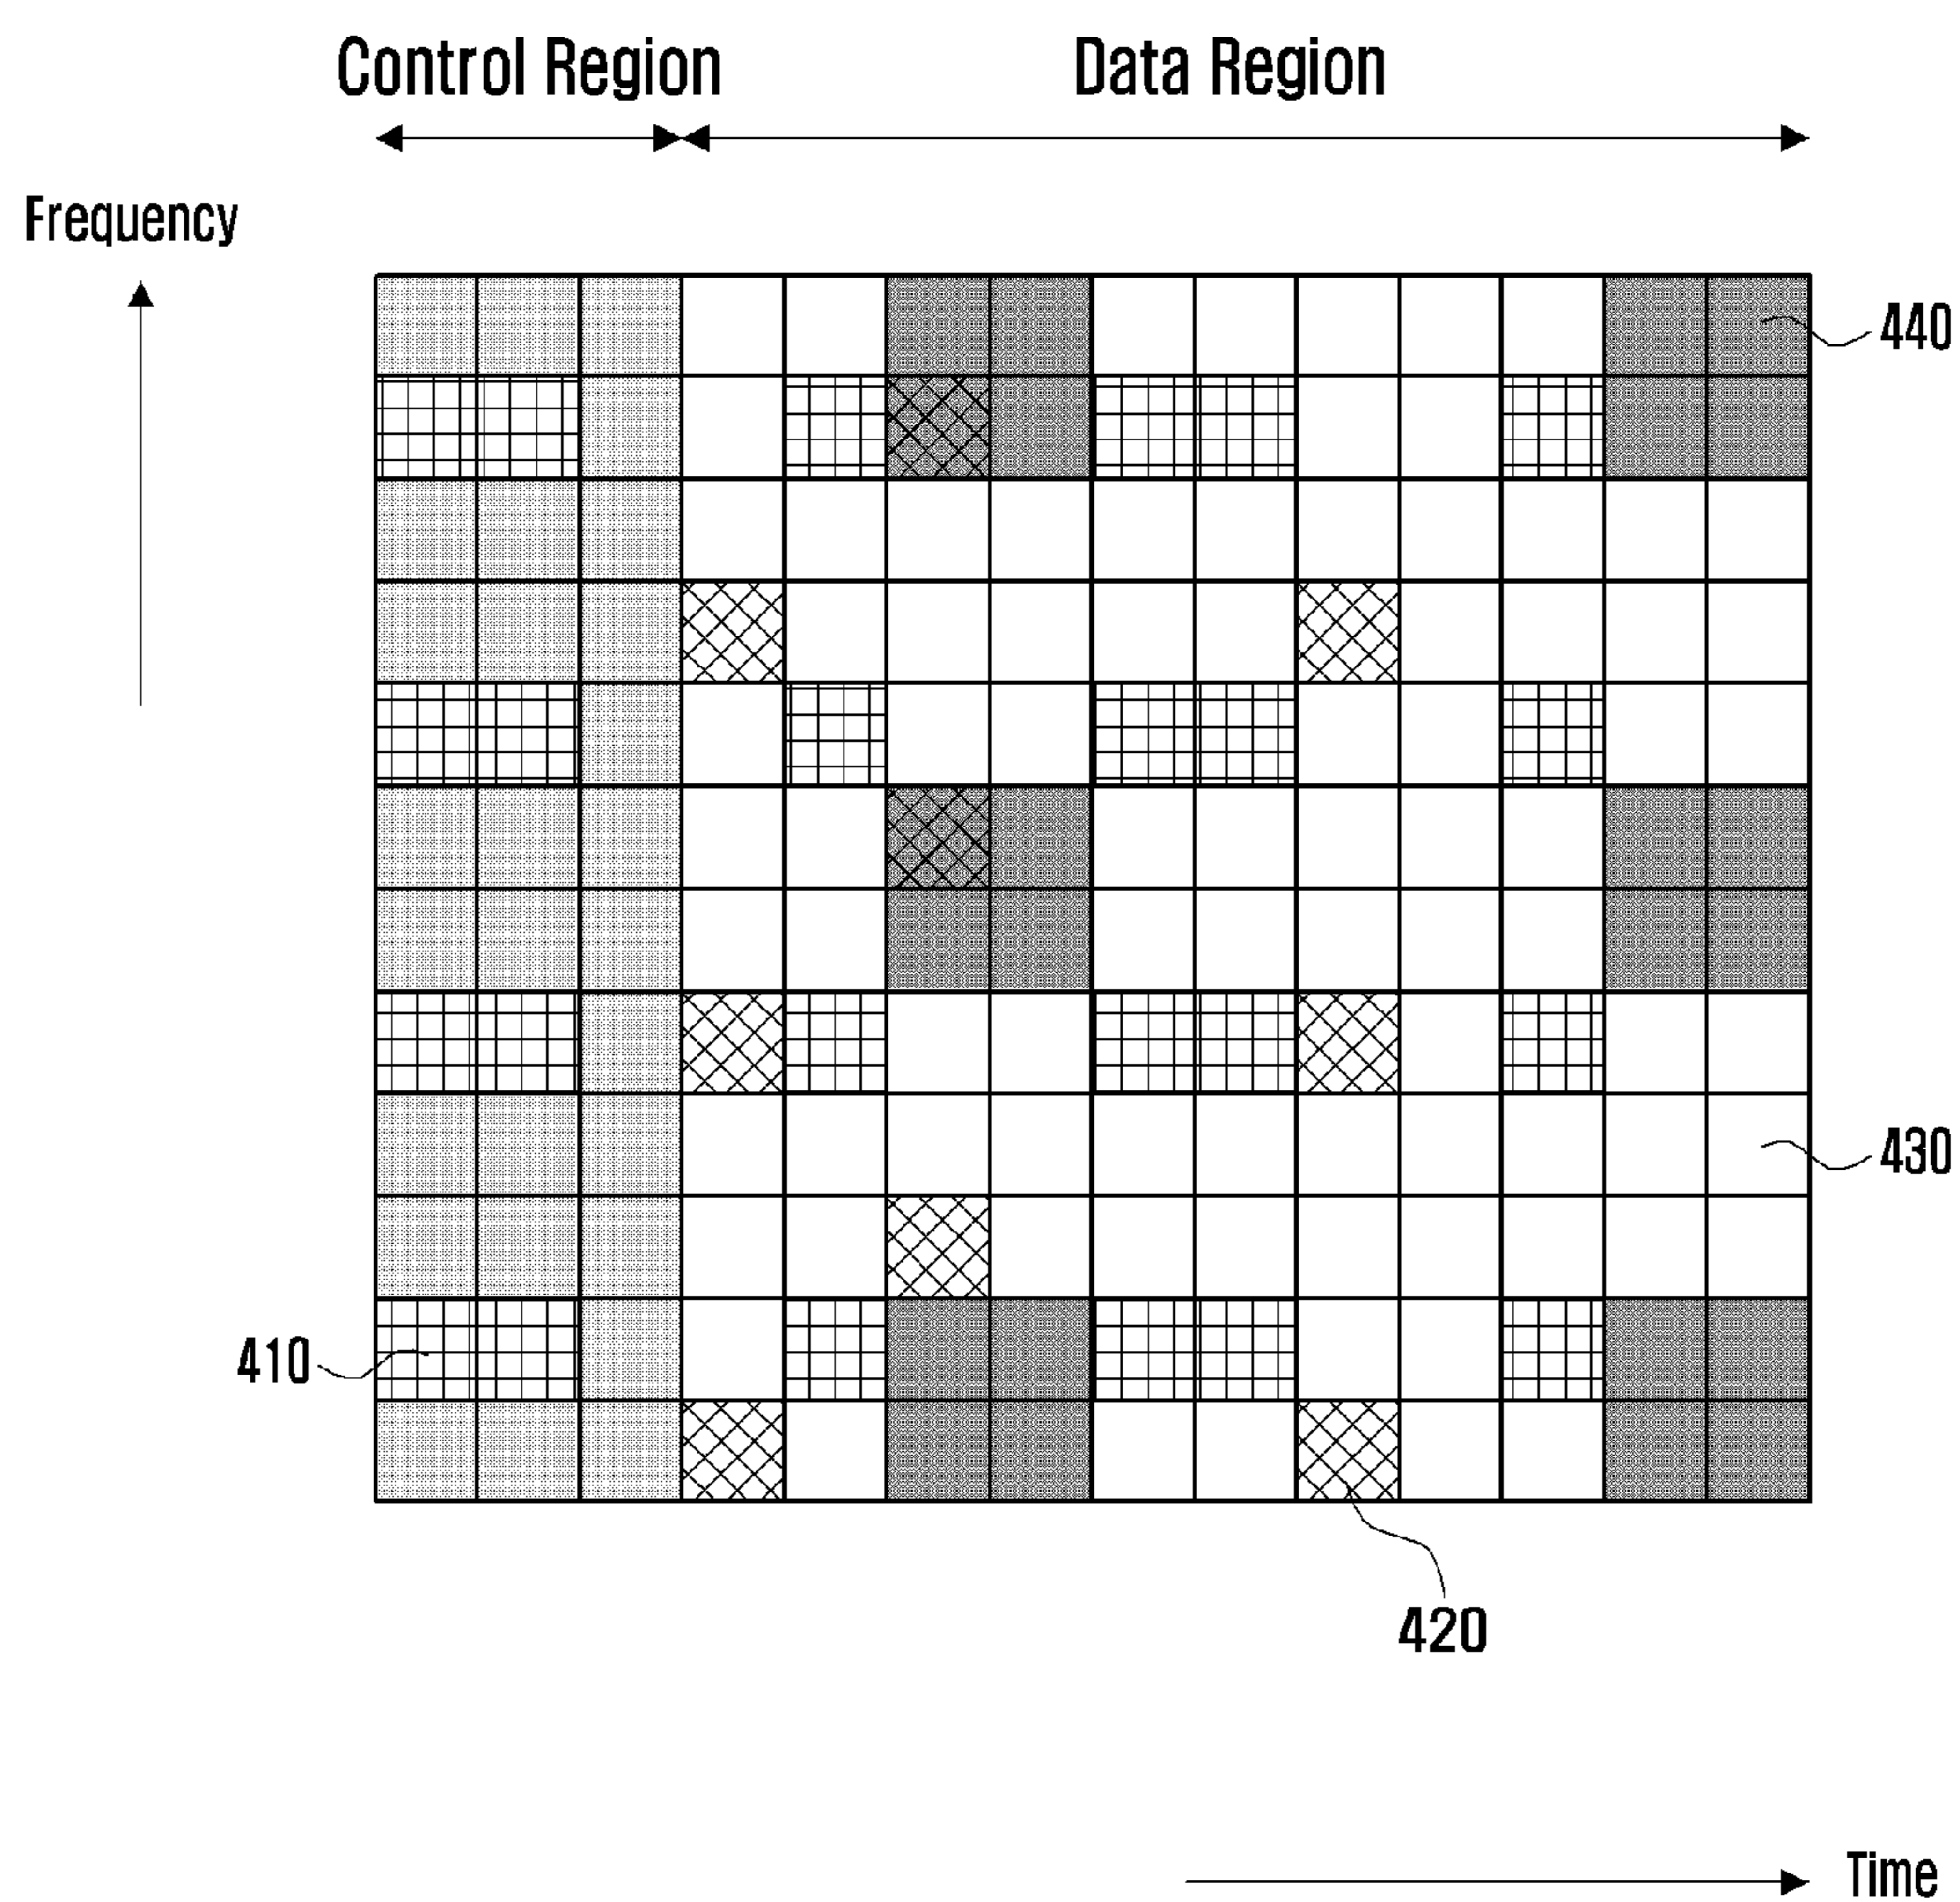 Control Region Data Region
Frequency
440
430
410
420
Time